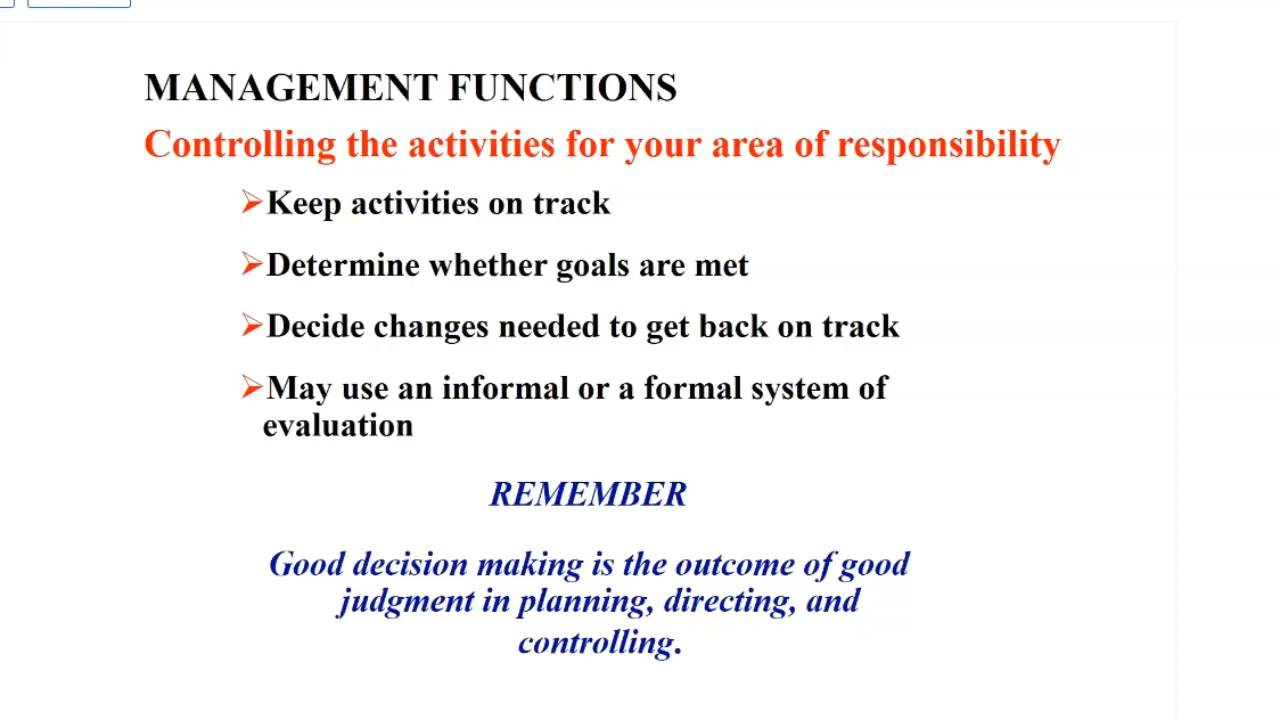 MANAGEMENT FUNCTIONS
Controlling the activities for your area of responsibility
➢Keep activities on track
➢Determine whether goals are met
➢Decide changes needed to get back on track
➢May use an informal or a formal system of
evaluation
REMEMBER
Good decision making is the outcome of good
judgment in planning, directing, and
controlling.